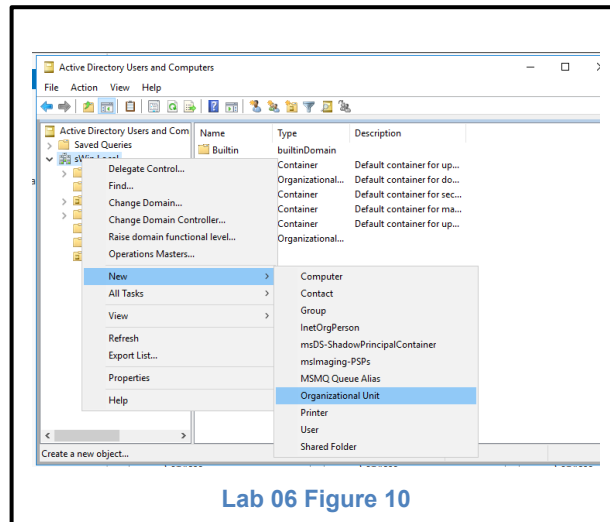 Active Directory Users and Computers
File Action View Help
Active Directory Users and Com
Name Type Description
Saved Queries
Builtin builtinDomain
sWin.Local
Container Default container for up...
Organizational... Default container for do...
Container Default container for sec...
Container Default container for ma...
Container Default container for up...
Organizational...
Delegate Control...
Find...
Change Domain...
Change Domain Controller...
Raise domain functional level...
Operations Masters...
New
All Tasks
View
Refresh
Export List...
Properties
Help
Computer
Contact
Group
InetOrgPerson
msDS-ShadowPrincipalContainer
msImaging-PSPs
MSMQ Queue Alias
Organizational Unit
Printer
User
Shared Folder
Create a new object...
Lab 06 Figure 10